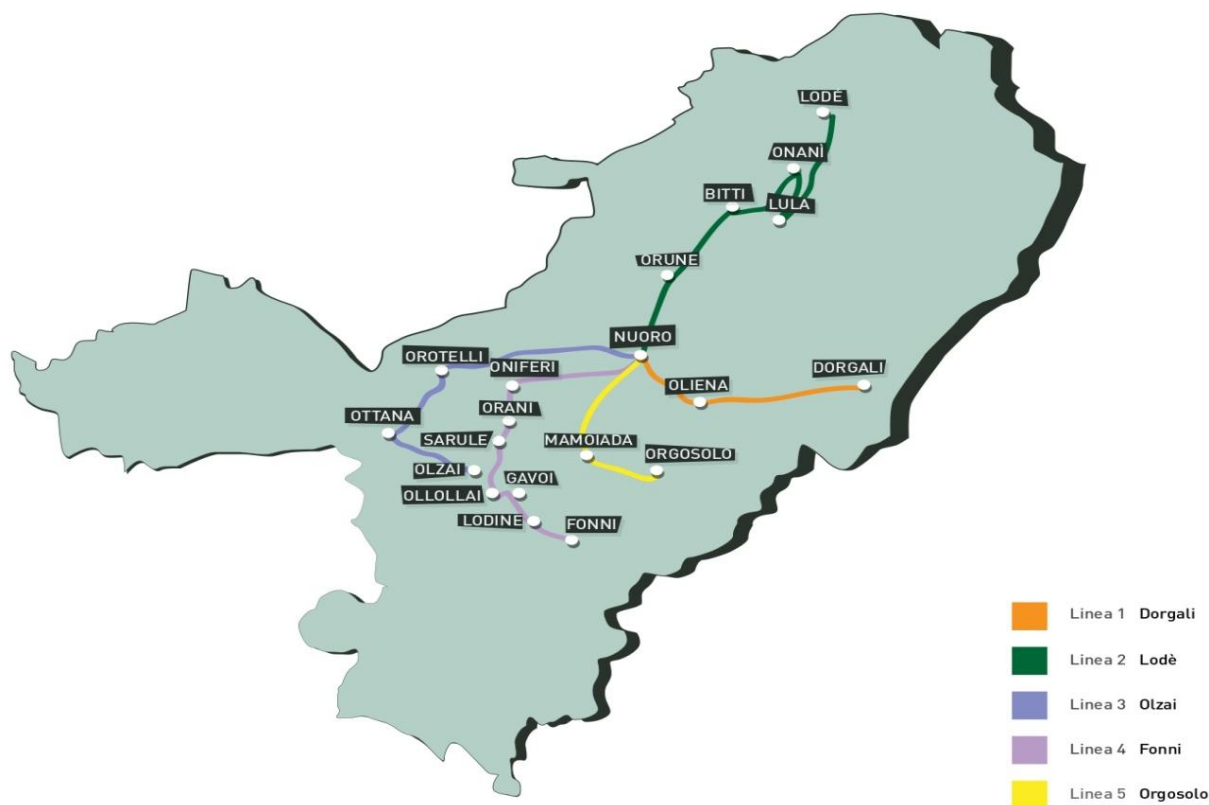 LODÉ
ONANÌ
BITTI
LULA
ORUNE
NUORO
OROTELLI
ONIFERI
OLIENA
DORGALI
OTTANA
ORANI
SARULE
MAMOIADA
ORGOSOLO
OLZAI
GAVOI
OLLOLLAI
LODINE
FONNI
Linea 1 Dorgali
Linea 2 Lodè
Linea 3 Olzai
Linea 4 Fonni
Linea 5 Orgosolo